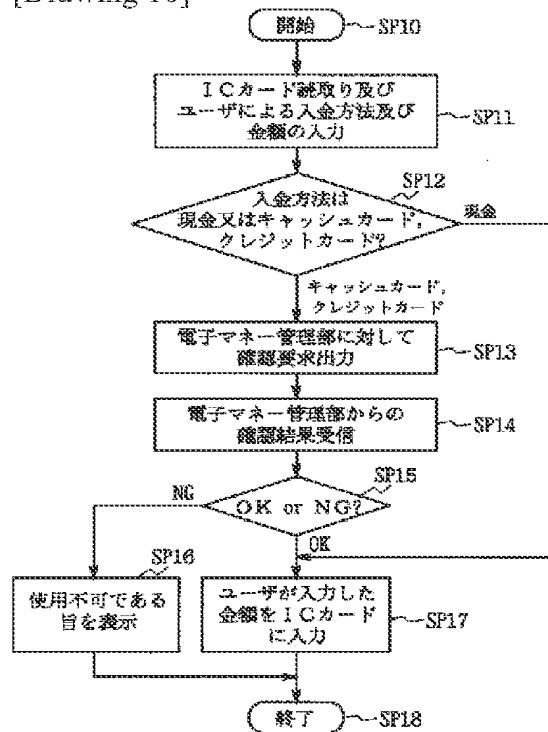 開始
SP10
ＩＣカード読取り及び
ユーザによる入金方法及び
金額の入力
SP11
SP12
入金方法は
現金又はキャッシュカード,
クレジットカード?
現金
キャッシュカード,
クレジットカード
電子マネー管理部に対して
確認要求出力
SP13
電子マネー管理部からの
確認結果受信
SP14
SP15
NG
OK or NG?
OK
SP16
使用不可である
旨を表示
ユーザが入力した
金額をＩＣカード
に入力
SP17
終了
SP18